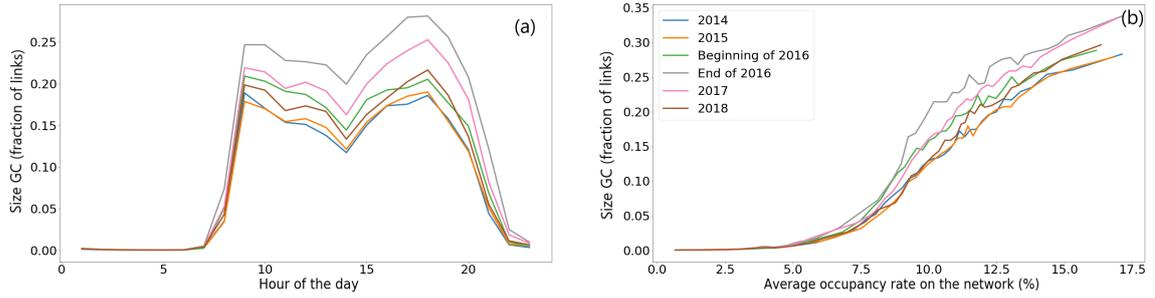 (a)
Size GC (fraction of links)
0.25
0.20
0.15
0.10
0.05
0.00
0 5 10 15 20
Hour of the day
(b)
Size GC (fraction of links)
0.35
0.30
0.25
0.20
0.15
0.10
0.05
0.00
2014
2015
Beginning of 2016
End of 2016
2017
2018
0.0 2.5 5.0 7.5 10.0 12.5 15.0 17.5
Average occupancy rate on the network (%)